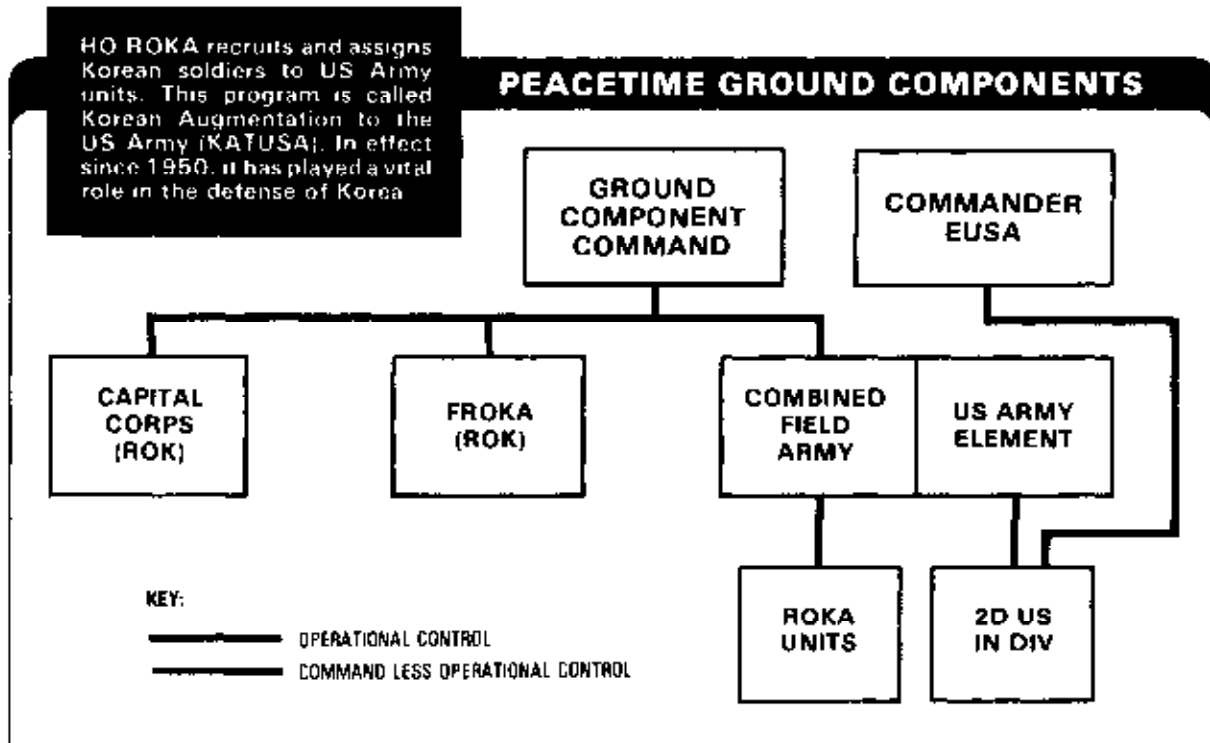 HO ROKA recruits and assigns
Korean soldiers to US Army
units. This program is called
Korean Augmentation to the
US Army (KATUSA). In effect
since 1950. it has played a vital
role in the defense of Korea
PEACETIME GROUND COMPONENTS
GROUND
COMPONENT
COMMAND
COMMANDER
EUSA
CAPITAL
CORPS
(ROK)
FROKA
(ROK)
COMBINED
FIELD
ARMY
US ARMY
ELEMENT
ROKA
UNITS
2D US
IN DIV
KEY:
OPERATIONAL CONTROL
COMMAND LESS OPERATIONAL CONTROL